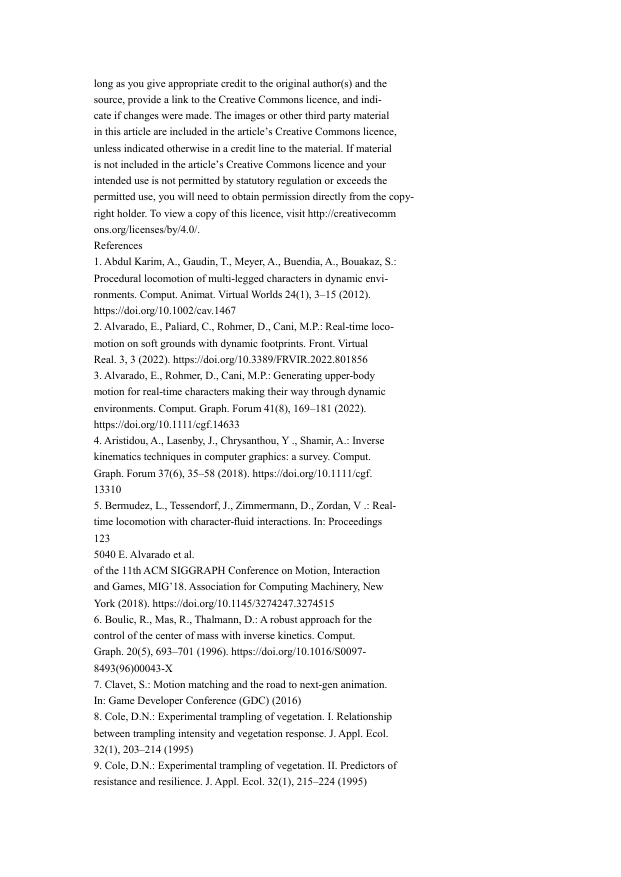 long as you give appropriate credit to the original author(s) and the
source, provide a link to the Creative Commons licence, and indi-
cate if changes were made. The images or other third party material
in this article are included in the article’s Creative Commons licence,
unless indicated otherwise in a credit line to the material. If material
is not included in the article’s Creative Commons licence and your
intended use is not permitted by statutory regulation or exceeds the
permitted use, you will need to obtain permission directly from the copy-
right holder. To view a copy of this licence, visit http://creativecomm
ons.org/licenses/by/4.0/.
References
1. Abdul Karim, A., Gaudin, T., Meyer, A., Buendia, A., Bouakaz, S.:
Procedural locomotion of multi-legged characters in dynamic envi-
ronments. Comput. Animat. Virtual Worlds 24(1), 3–15 (2012).
https://doi.org/10.1002/cav.1467
2. Alvarado, E., Paliard, C., Rohmer, D., Cani, M.P.: Real-time loco-
motion on soft grounds with dynamic footprints. Front. Virtual
Real. 3, 3 (2022). https://doi.org/10.3389/FRVIR.2022.801856
3. Alvarado, E., Rohmer, D., Cani, M.P.: Generating upper-body
motion for real-time characters making their way through dynamic
environments. Comput. Graph. Forum 41(8), 169–181 (2022).
https://doi.org/10.1111/cgf.14633
4. Aristidou, A., Lasenby, J., Chrysanthou, Y ., Shamir, A.: Inverse
kinematics techniques in computer graphics: a survey. Comput.
Graph. Forum 37(6), 35–58 (2018). https://doi.org/10.1111/cgf.
13310
5. Bermudez, L., Tessendorf, J., Zimmermann, D., Zordan, V .: Real-
time locomotion with character-fluid interactions. In: Proceedings
123
5040 E. Alvarado et al.
of the 11th ACM SIGGRAPH Conference on Motion, Interaction
and Games, MIG’18. Association for Computing Machinery, New
York (2018). https://doi.org/10.1145/3274247.3274515
6. Boulic, R., Mas, R., Thalmann, D.: A robust approach for the
control of the center of mass with inverse kinetics. Comput.
Graph. 20(5), 693–701 (1996). https://doi.org/10.1016/S0097-
8493(96)00043-X
7. Clavet, S.: Motion matching and the road to next-gen animation.
In: Game Developer Conference (GDC) (2016)
8. Cole, D.N.: Experimental trampling of vegetation. I. Relationship
between trampling intensity and vegetation response. J. Appl. Ecol.
32(1), 203–214 (1995)
9. Cole, D.N.: Experimental trampling of vegetation. II. Predictors of
resistance and resilience. J. Appl. Ecol. 32(1), 215–224 (1995)